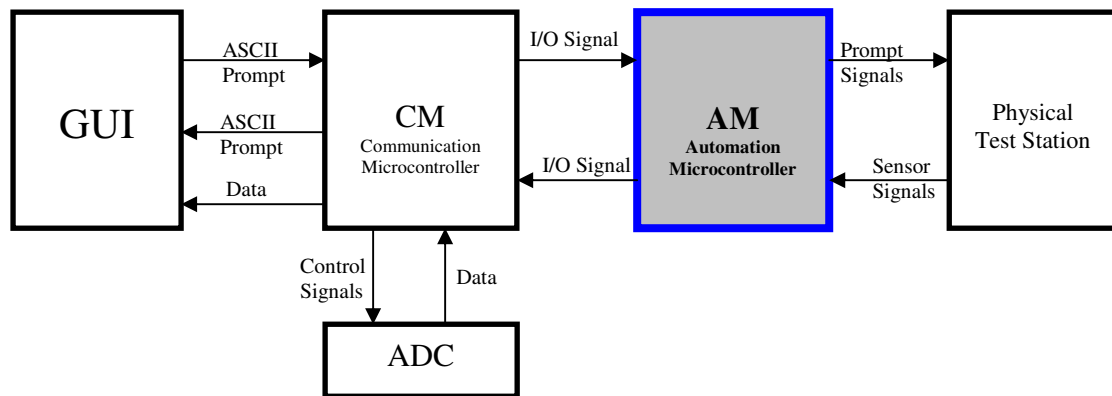 GUI
ASCII
Prompt
ASCII
Prompt
Data
CM
Communication
Microcontroller
I/O Signal
I/O Signal
AM
Automation
Microcontroller
Prompt
Signals
Sensor
Signals
Physical
Test Station
Control
Signals
Data
ADC